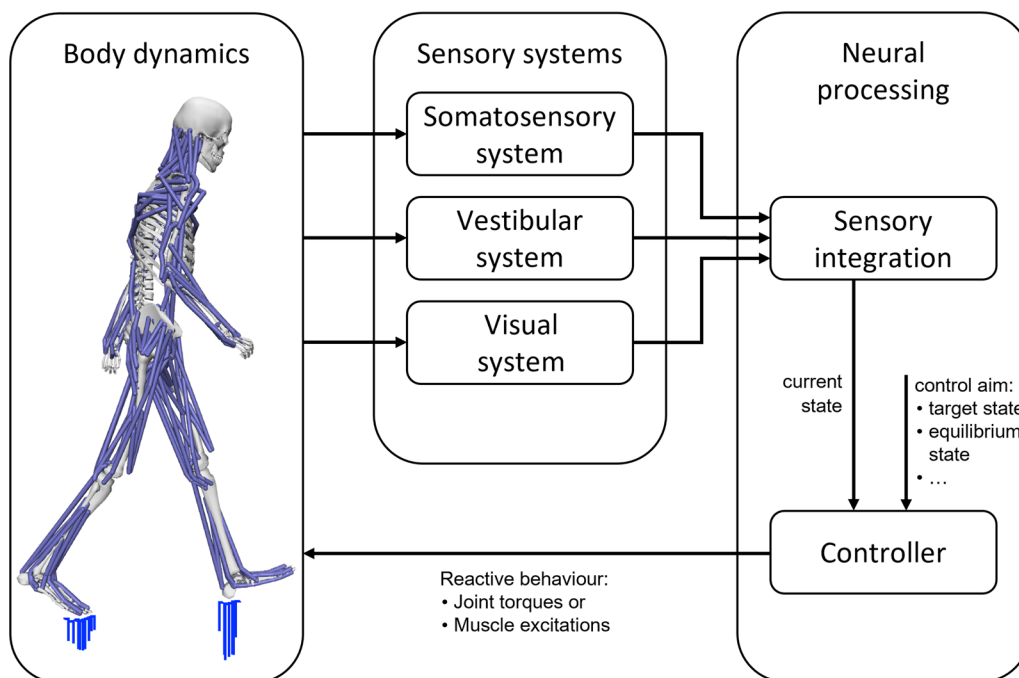 Body dynamics
Sensory systems
Neural
processing
Somatosensory
system
Vestibular
system
Visual
system
Sensory
integration
current
state
control aim:
• target state
• equilibrium
state
• ...
Controller
Reactive behaviour:
• Joint torques or
• Muscle excitations